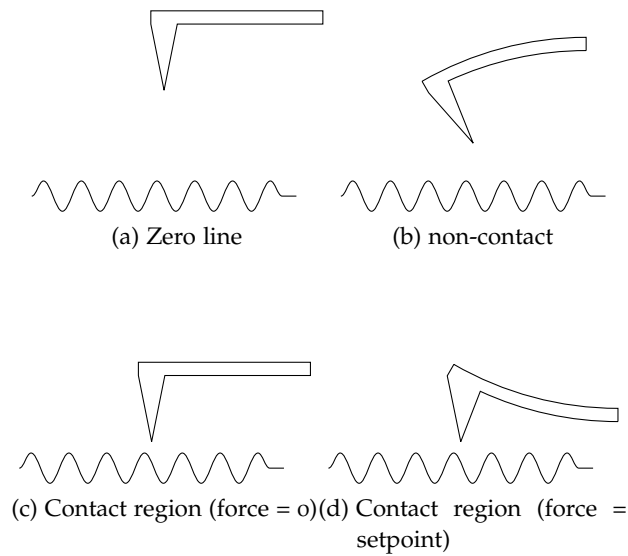 (a) Zero line
(b) non-contact
(c) Contact region (force = 0)
(d) Contact region (force =
setpoint)